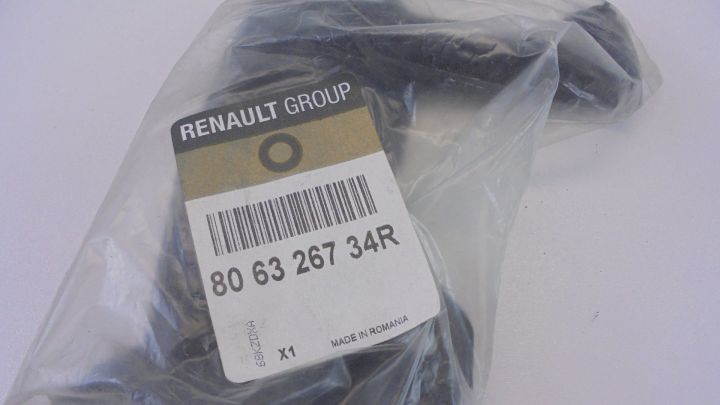 RENAULT GROUP
80 63 267 34R
X1
MADE IN ROMANIA